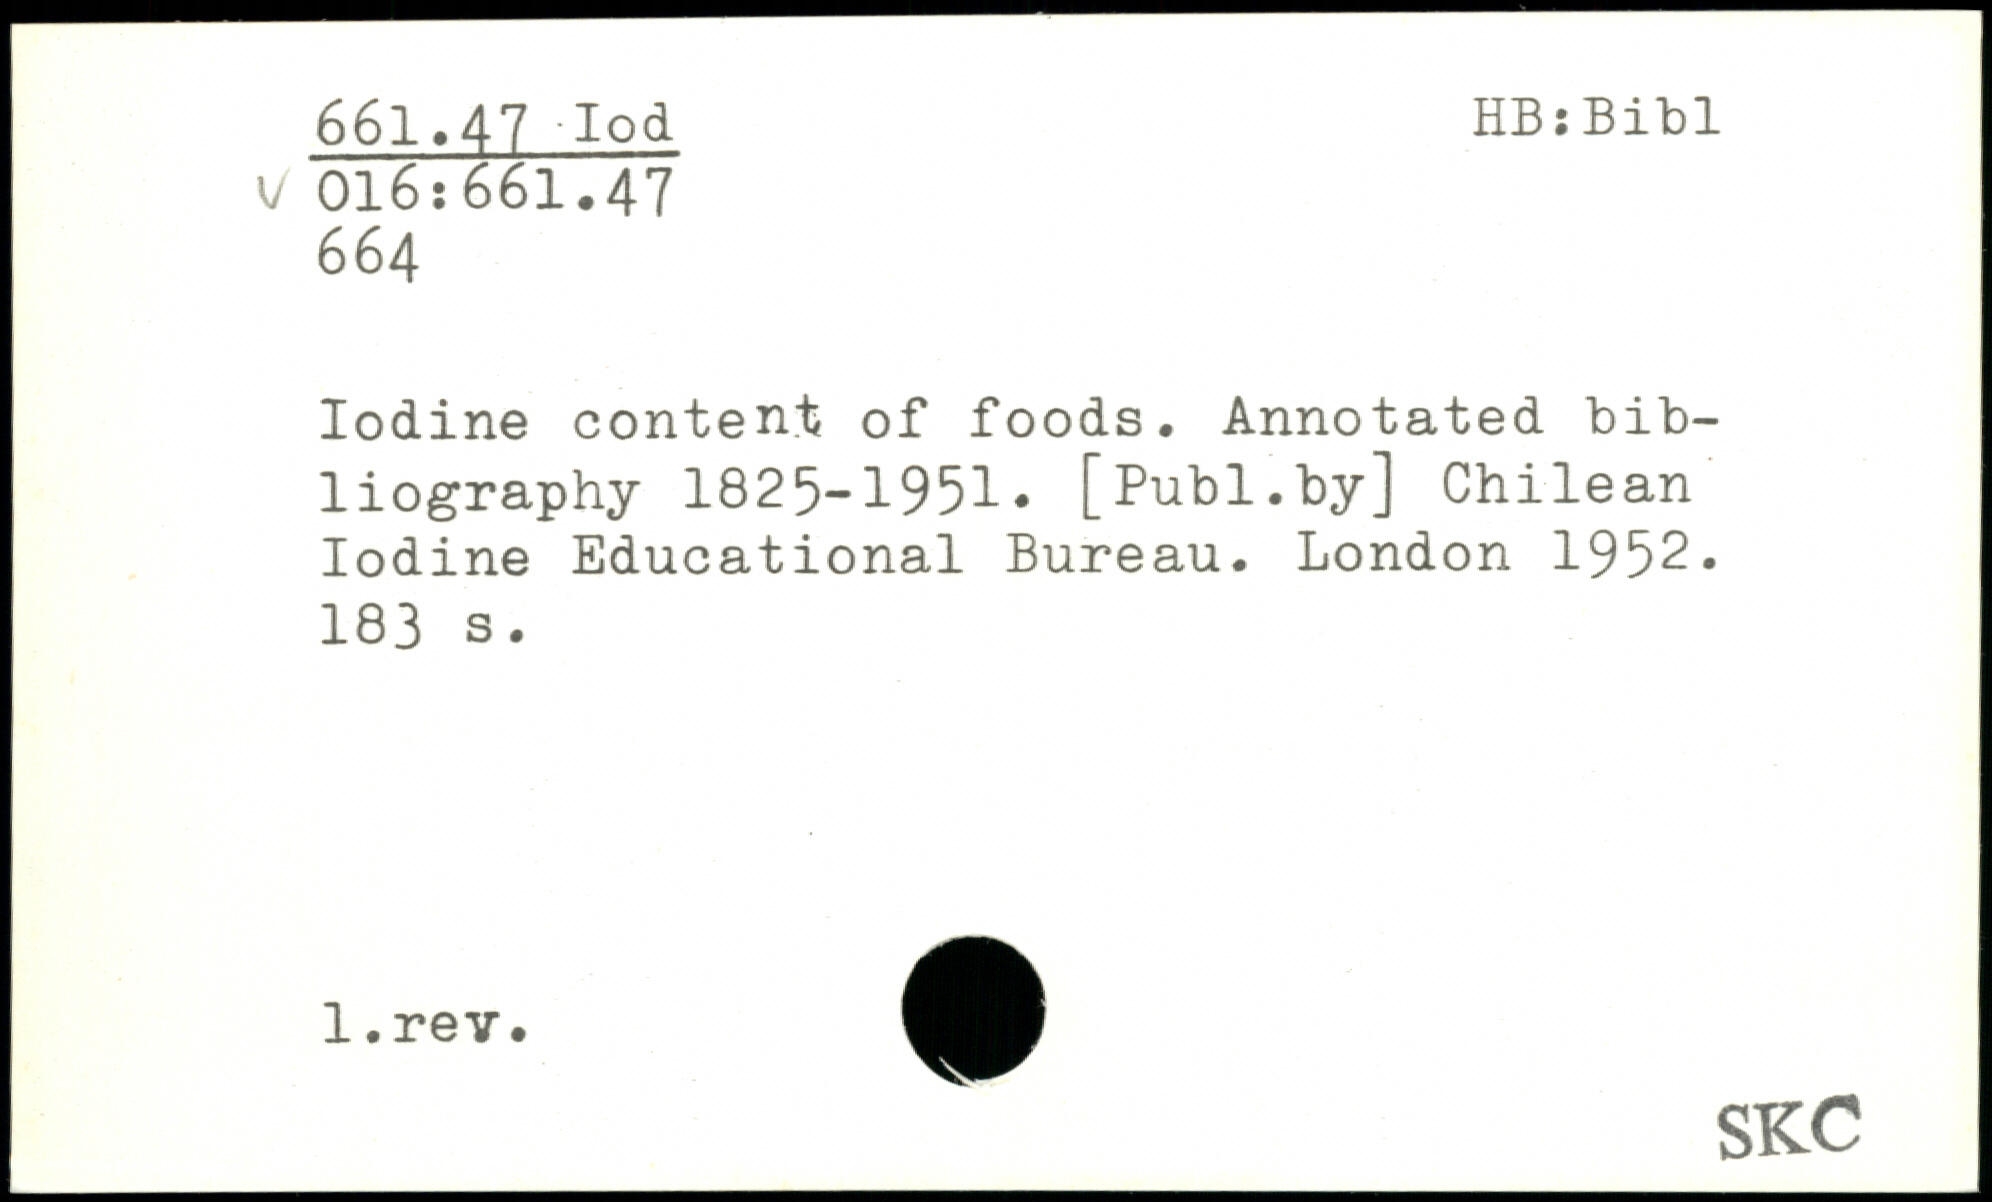 661.47 Iod
HB:Bibl
V 016:661.47
664
Iodine content of foods. Annotated bib-
liography 1825-1951. [Publ.by] Chilean
Iodine Educational Bureau. London 1952.
183 s.
1.rev.
SKC